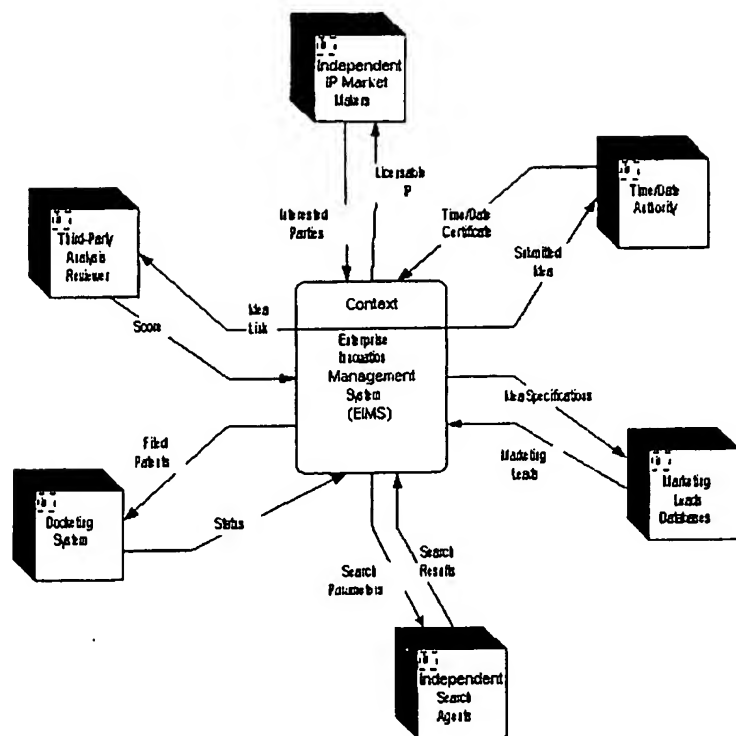 Independent
IP Market
Makers
Licensable
IP
Interested
Parties
Time/Date
Certificate
Time/Date
Authority
Submitted
Idea
Third-Party
Analysis
Reviewer
Score
Idea
Link
Context
Enterprise
Innovation
Management
System
(EIMS)
Idea Specifications
Marketing
Leads
Marketing
Leads
Databases
Filed
Patents
Docketing
System
Status
Search
Parameters
Search
Results
Independent
Search
Agents